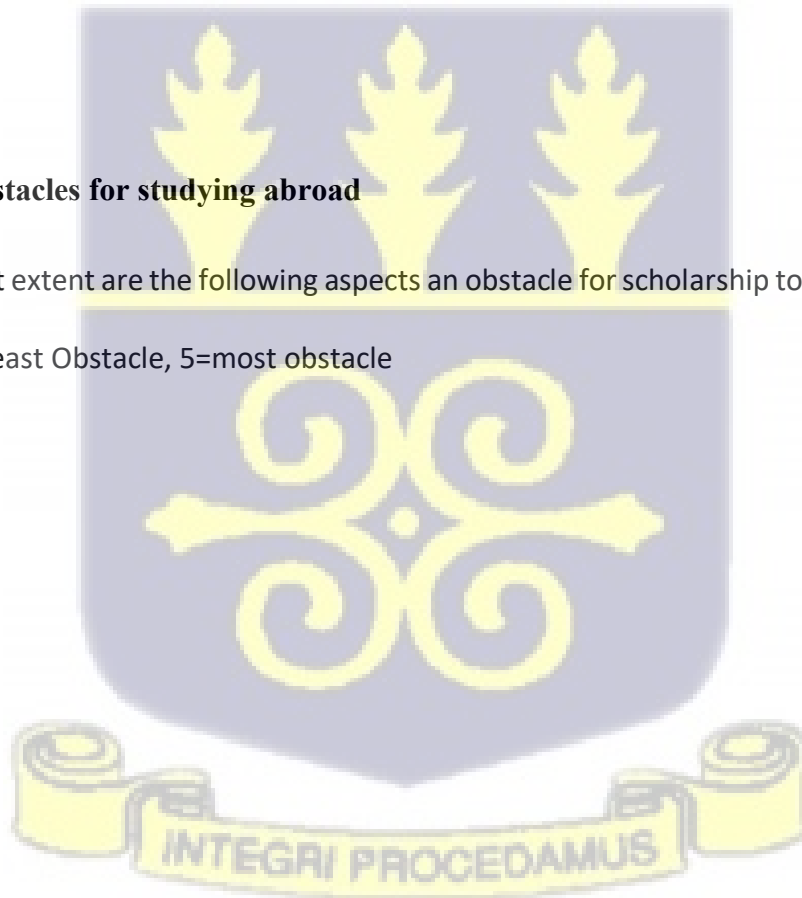 stacles for studying abroad
t extent are the following aspects an obstacle for scholarship to
east Obstacle, 5=most obstacle
INTEGRI PROCEDAMUS